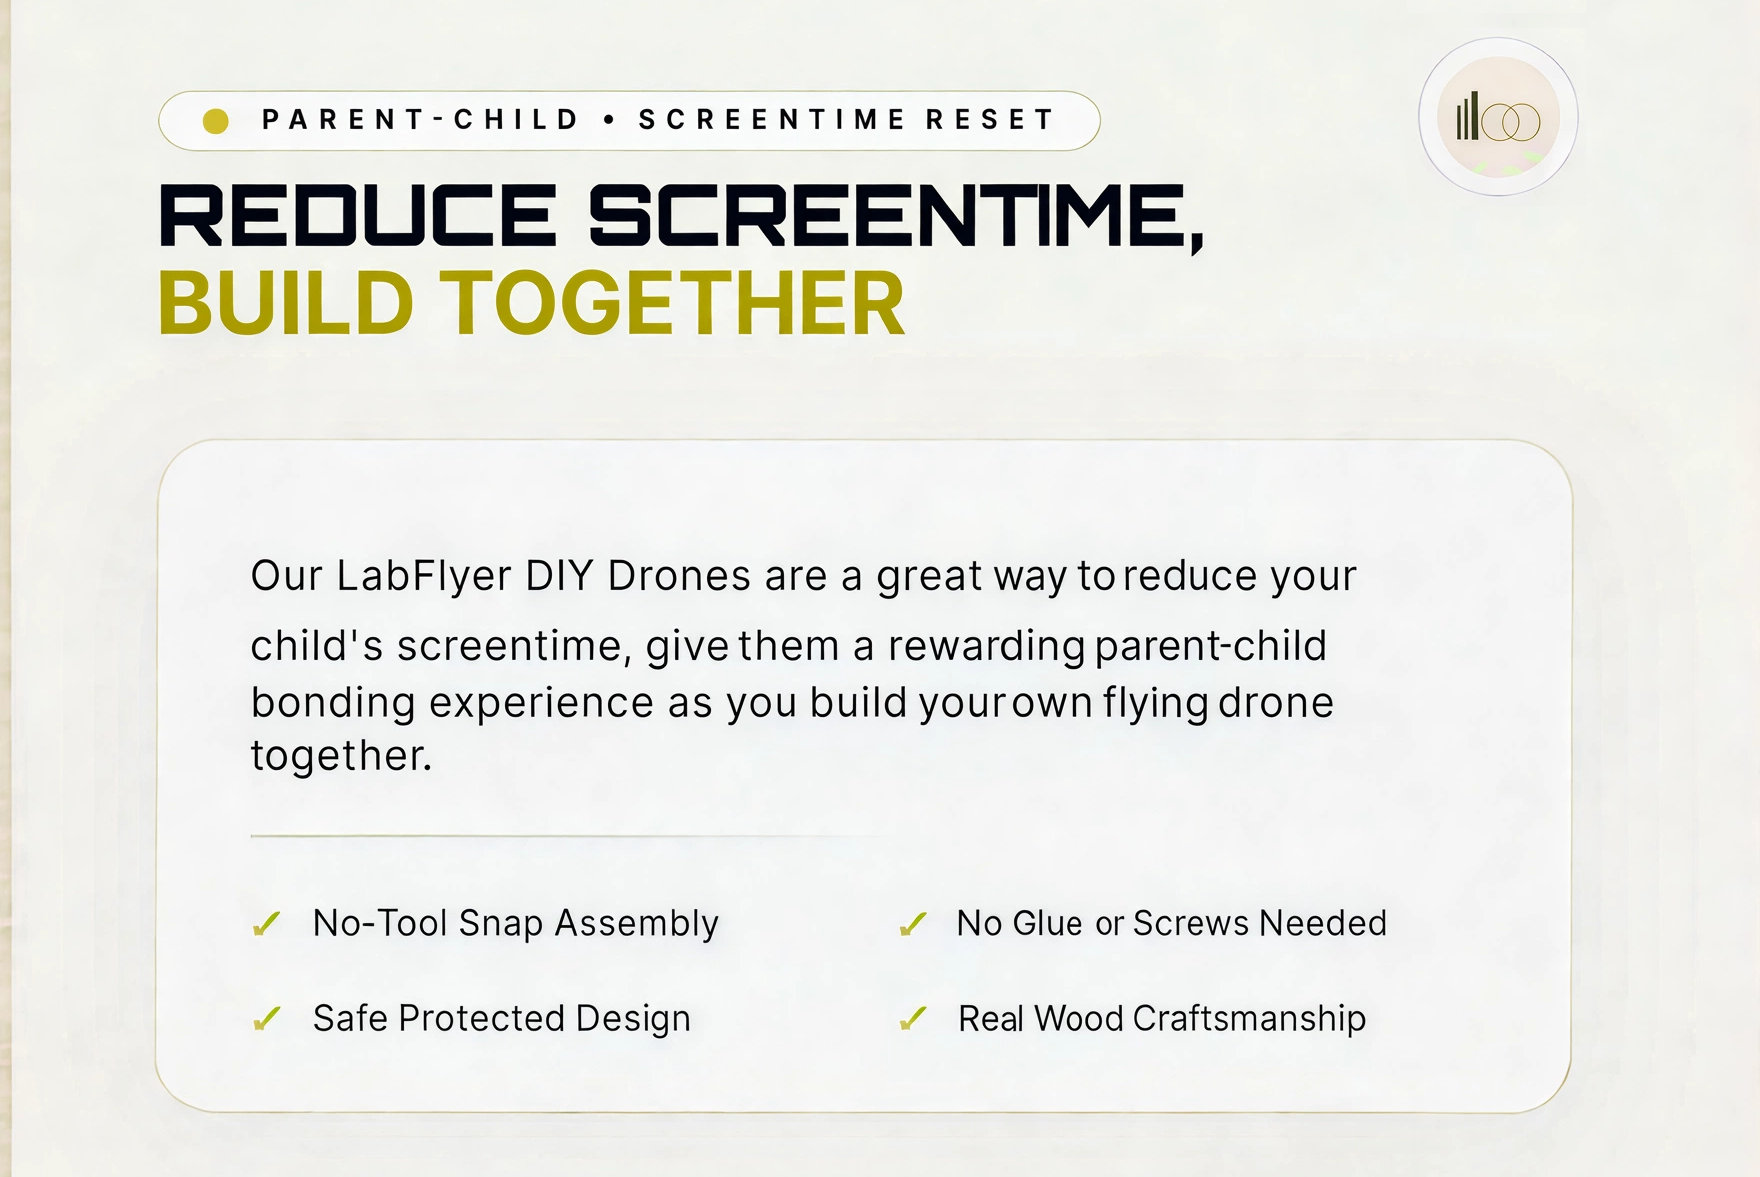 PARENT-CHILD • SCREENTIME RESET
REDUCE SCREENTIME,
BUILD TOGETHER
Our LabFlyer DIY Drones are a great way to reduce your
child's screentime, give them a rewarding parent-child
bonding experience as you build your own flying drone
together.
✓ No-Tool Snap Assembly
✓ No Glue or Screws Needed
✓ Safe Protected Design
✓ Real Wood Craftsmanship